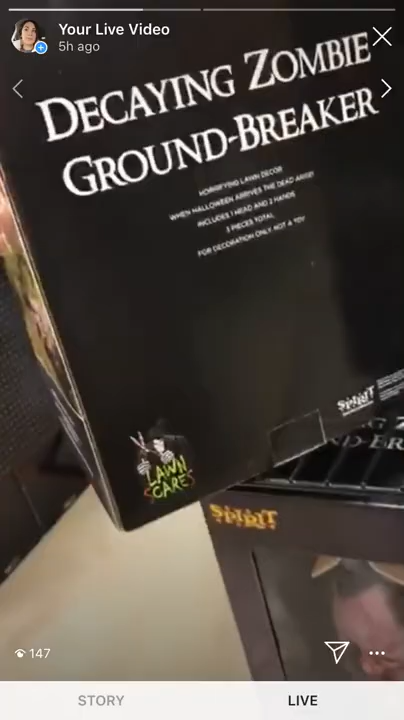 Your Live Video
5h ago
DECAYING ZOMBIE
GROUND-BREAKER
HORRIFYING LAWN DECOR
WHEN HALLOWEEN ARRIVES THE DEAD ARISE!
INCLUDES 1 HEAD AND 2 HANDS
3 PIECES TOTAL
FOR DECORATION ONLY NOT A TOY
SPIRIT
LAWN
SCARES
SPIRIT
147
STORY
LIVE